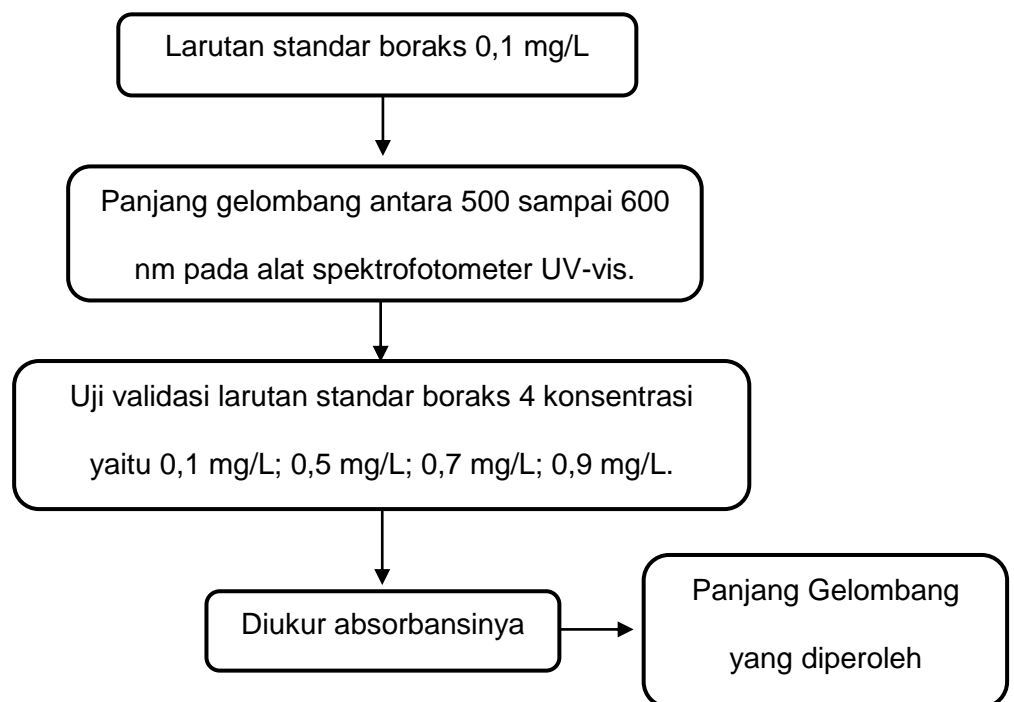 Larutan standar boraks 0,1 mg/L
Panjang gelombang antara 500 sampai 600
nm pada alat spektrofotometer UV-vis.
Uji validasi larutan standar boraks 4 konsentrasi
yaitu 0,1 mg/L; 0,5 mg/L; 0,7 mg/L; 0,9 mg/L.
Diukur absorbansinya
Panjang Gelombang
yang diperoleh